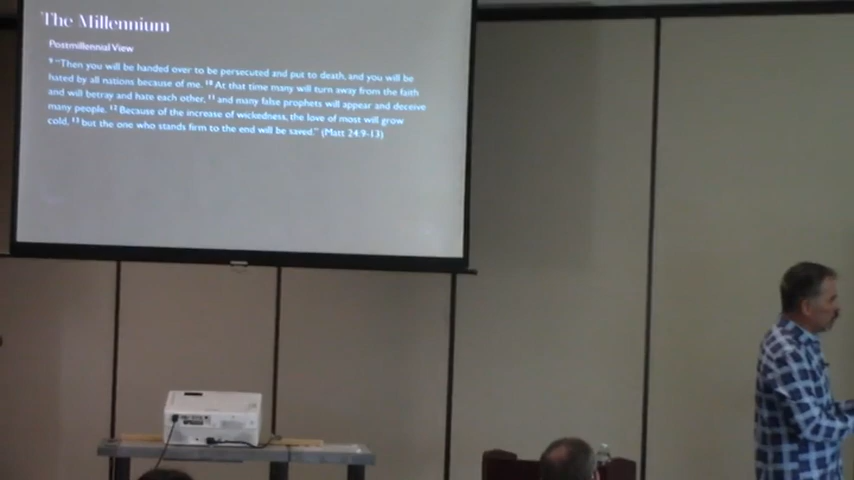 The Millennium
Postmillennial View
9 "Then you will be handed over to be persecuted and put to death, and you will be
hated by all nations because of me. 10 At that time many will turn away from the faith
and will betray and hate each other, 11 and many false prophets will appear and deceive
many people. 12 Because of the increase of wickedness, the love of most will grow
cold, 13 but the one who stands firm to the end will be saved." (Matt 24:9-13)